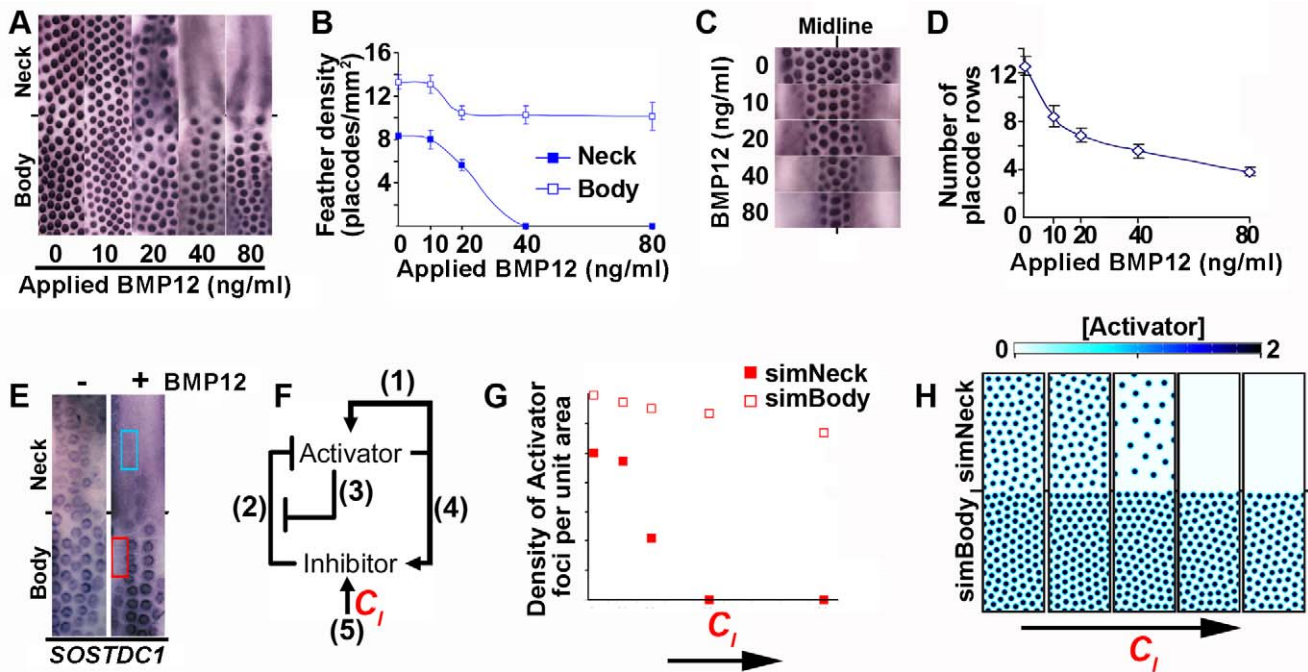 A
Neck
Body
0 10 20 40 80
Applied BMP12 (ng/ml)
B
Feather density
(placodes/mm²)
16
12
8
4
Neck
Body
0 10 20 40 80
Applied BMP12 (ng/ml)
C
Midline
BMP12 (ng/ml)
0
10
20
40
80
D
Number of
placode rows
12
8
4
0
0 10 20 40 80
Applied BMP12 (ng/ml)
E
- + BMP12
Neck
Body
SOSTDC1
F
(1)
Activator
(2) (3) (4)
Inhibitor
C_I
(5)
G
simNeck
simBody
Density of Activator
foci per unit area
C_I
H
[Activator]
0 2
simNeck
simBody
C_I